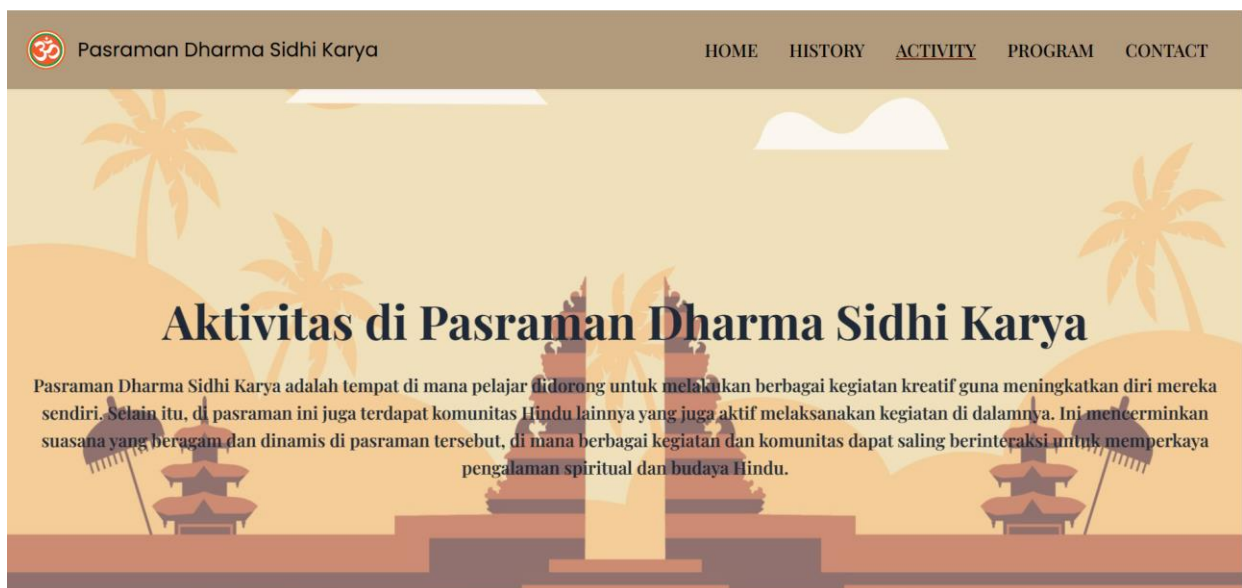 Pasraman Dharma Sidhi Karya
HOME HISTORY ACTIVITY PROGRAM CONTACT
Aktivitas di Pasraman Dharma Sidhi Karya
Pasraman Dharma Sidhi Karya adalah tempat di mana pelajar didorong untuk melakukan berbagai kegiatan kreatif guna meningkatkan diri mereka
sendiri. Selain itu, di pasraman ini juga terdapat komunitas Hindu lainnya yang juga aktif melaksanakan kegiatan di dalamnya. Ini mencerminkan
suasana yang beragam dan dinamis di pasraman tersebut, di mana berbagai kegiatan dan komunitas dapat saling berinteraksi untuk memperkaya
pengalaman spiritual dan budaya Hindu.